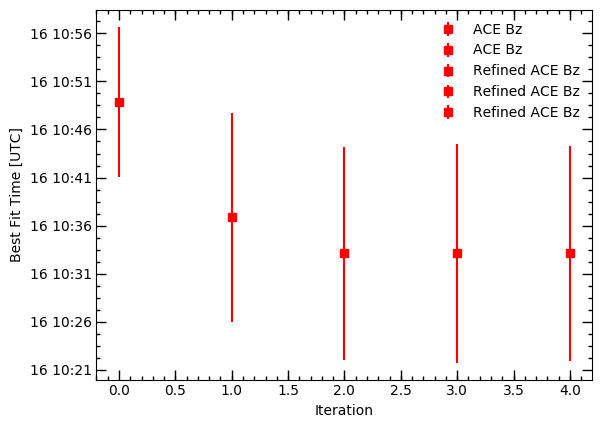 ACE Bz
ACE Bz
Refined ACE Bz
Refined ACE Bz
Refined ACE Bz
Best Fit Time [UTC]
16 10:56
16 10:51
16 10:46
16 10:41
16 10:36
16 10:31
16 10:26
16 10:21
0.0 0.5 1.0 1.5 2.0 2.5 3.0 3.5 4.0
Iteration